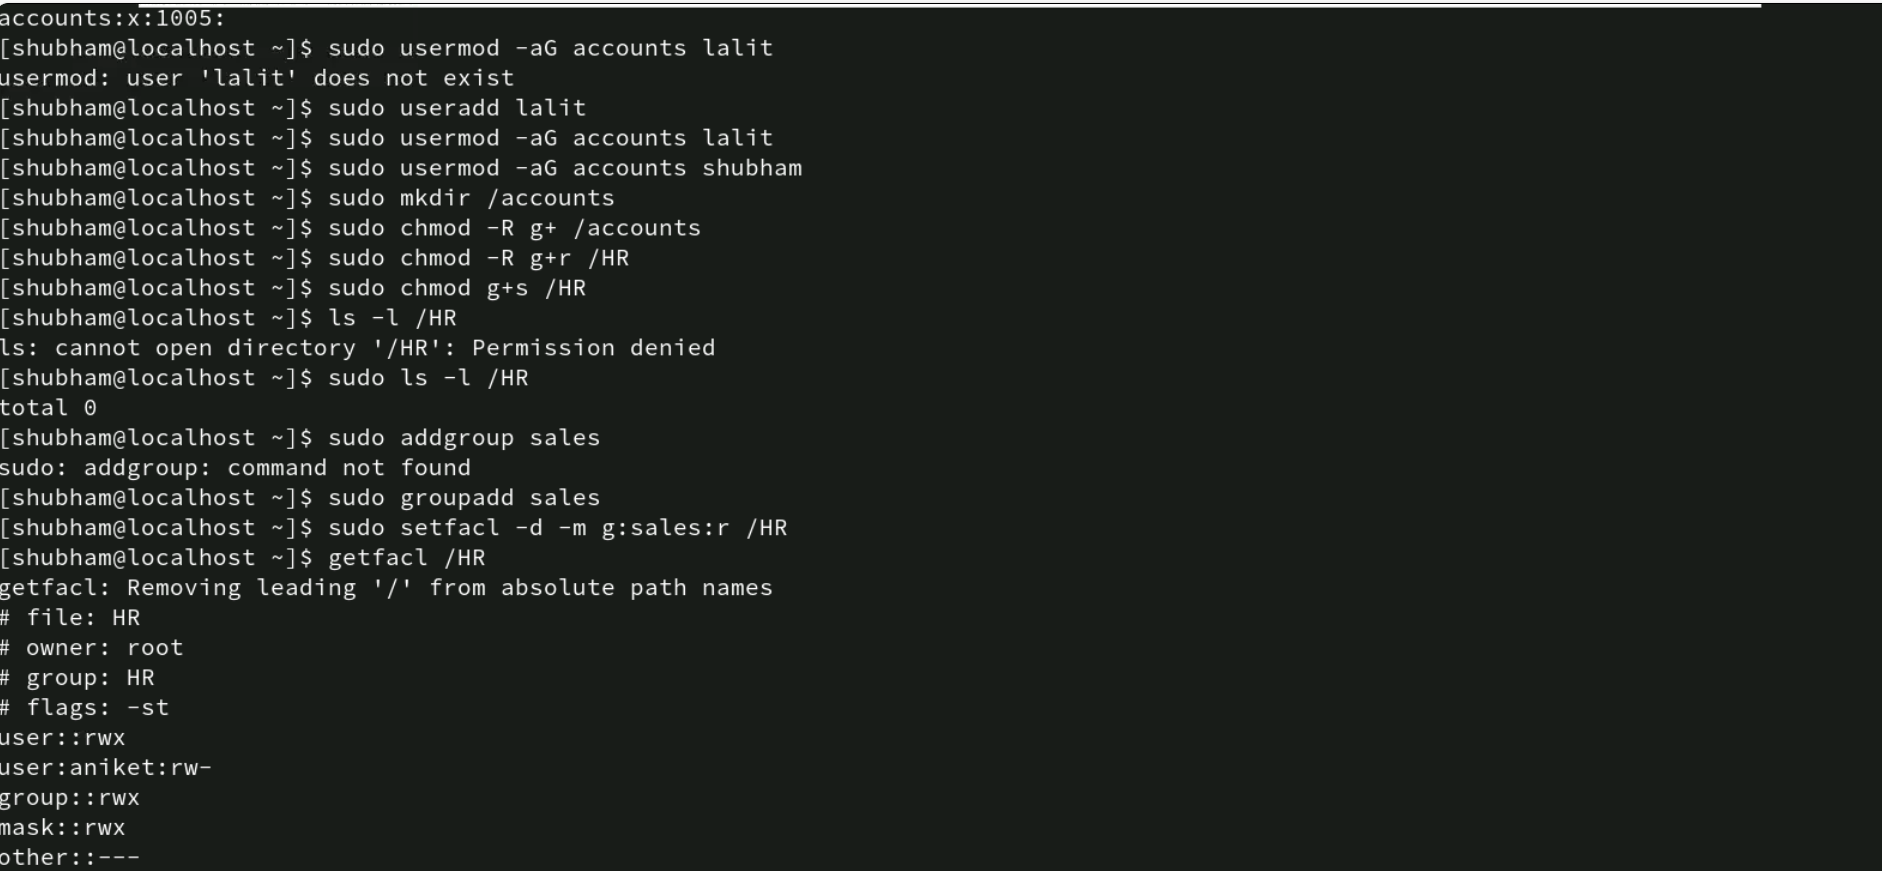 accounts:x:1005:
[shubham@localhost ~]$ sudo usermod -aG accounts lalit
usermod: user 'lalit' does not exist
[shubham@localhost ~]$ sudo useradd lalit
[shubham@localhost ~]$ sudo usermod -aG accounts lalit
[shubham@localhost ~]$ sudo usermod -aG accounts shubham
[shubham@localhost ~]$ sudo mkdir /accounts
[shubham@localhost ~]$ sudo chmod -R g+ /accounts
[shubham@localhost ~]$ sudo chmod -R g+r /HR
[shubham@localhost ~]$ sudo chmod g+s /HR
[shubham@localhost ~]$ ls -l /HR
ls: cannot open directory '/HR': Permission denied
[shubham@localhost ~]$ sudo ls -l /HR
total 0
[shubham@localhost ~]$ sudo addgroup sales
sudo: addgroup: command not found
[shubham@localhost ~]$ sudo groupadd sales
[shubham@localhost ~]$ sudo setfacl -d -m g:sales:r /HR
[shubham@localhost ~]$ getfacl /HR
getfacl: Removing leading '/' from absolute path names
# file: HR
# owner: root
# group: HR
# flags: -st
user::rwx
user:aniket:rw-
group::rwx
mask::rwx
other::---